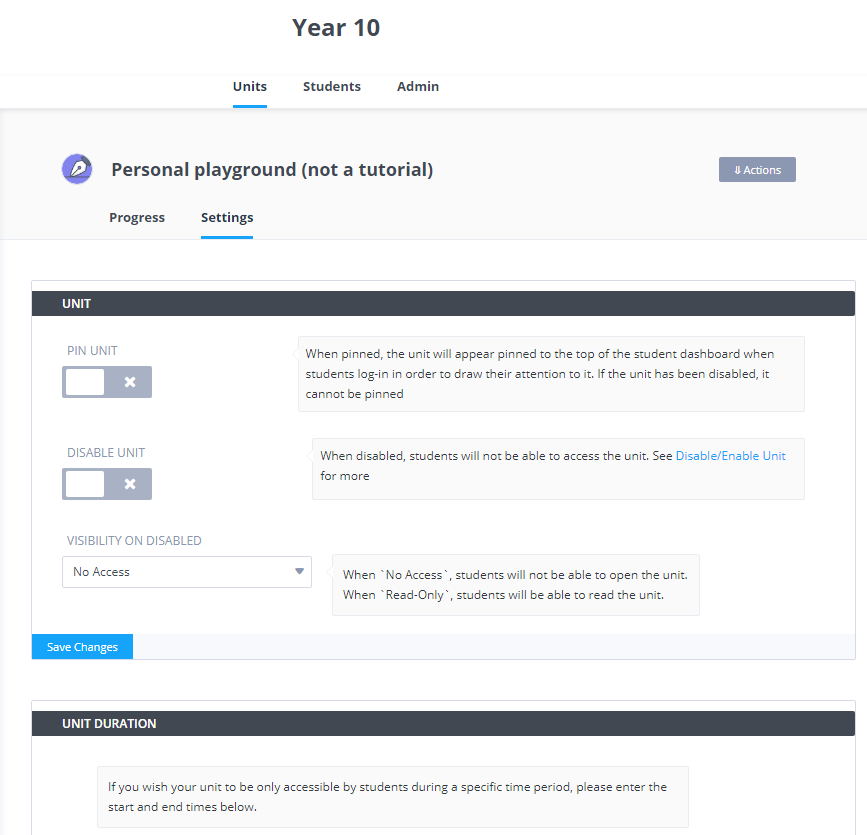 Year 10
Units Students Admin
Personal playground (not a tutorial)
⇓ Actions
Progress Settings
UNIT
PIN UNIT
When pinned, the unit will appear pinned to the top of the student dashboard when
students log-in in order to draw their attention to it. If the unit has been disabled, it
cannot be pinned
DISABLE UNIT
When disabled, students will not be able to access the unit. See Disable/Enable Unit
for more
VISIBILITY ON DISABLED
No Access
When `No Access`, students will not be able to open the unit.
When `Read-Only`, students will be able to read the unit.
Save Changes
UNIT DURATION
If you wish your unit to be only accessible by students during a specific time period, please enter the
start and end times below.